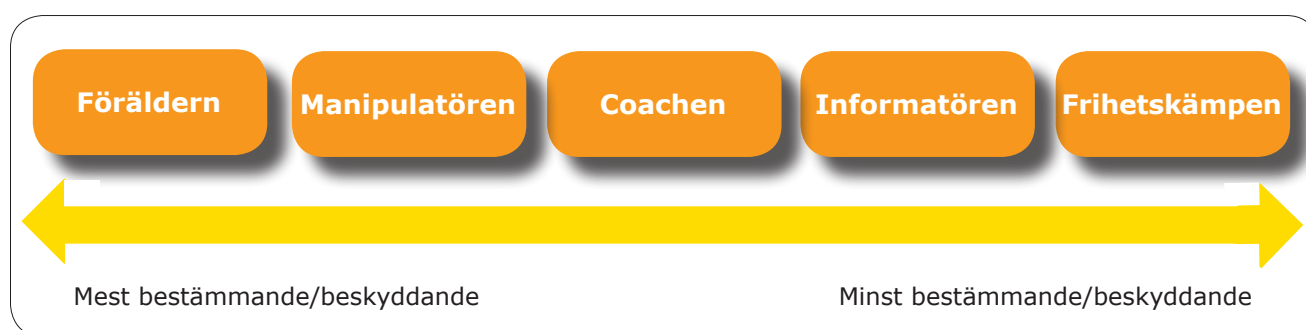 Föräldern
Manipulatören
Coachen
Informatören
Frihetskämpen
Mest bestämmande/beskyddande
Minst bestämmande/beskyddande